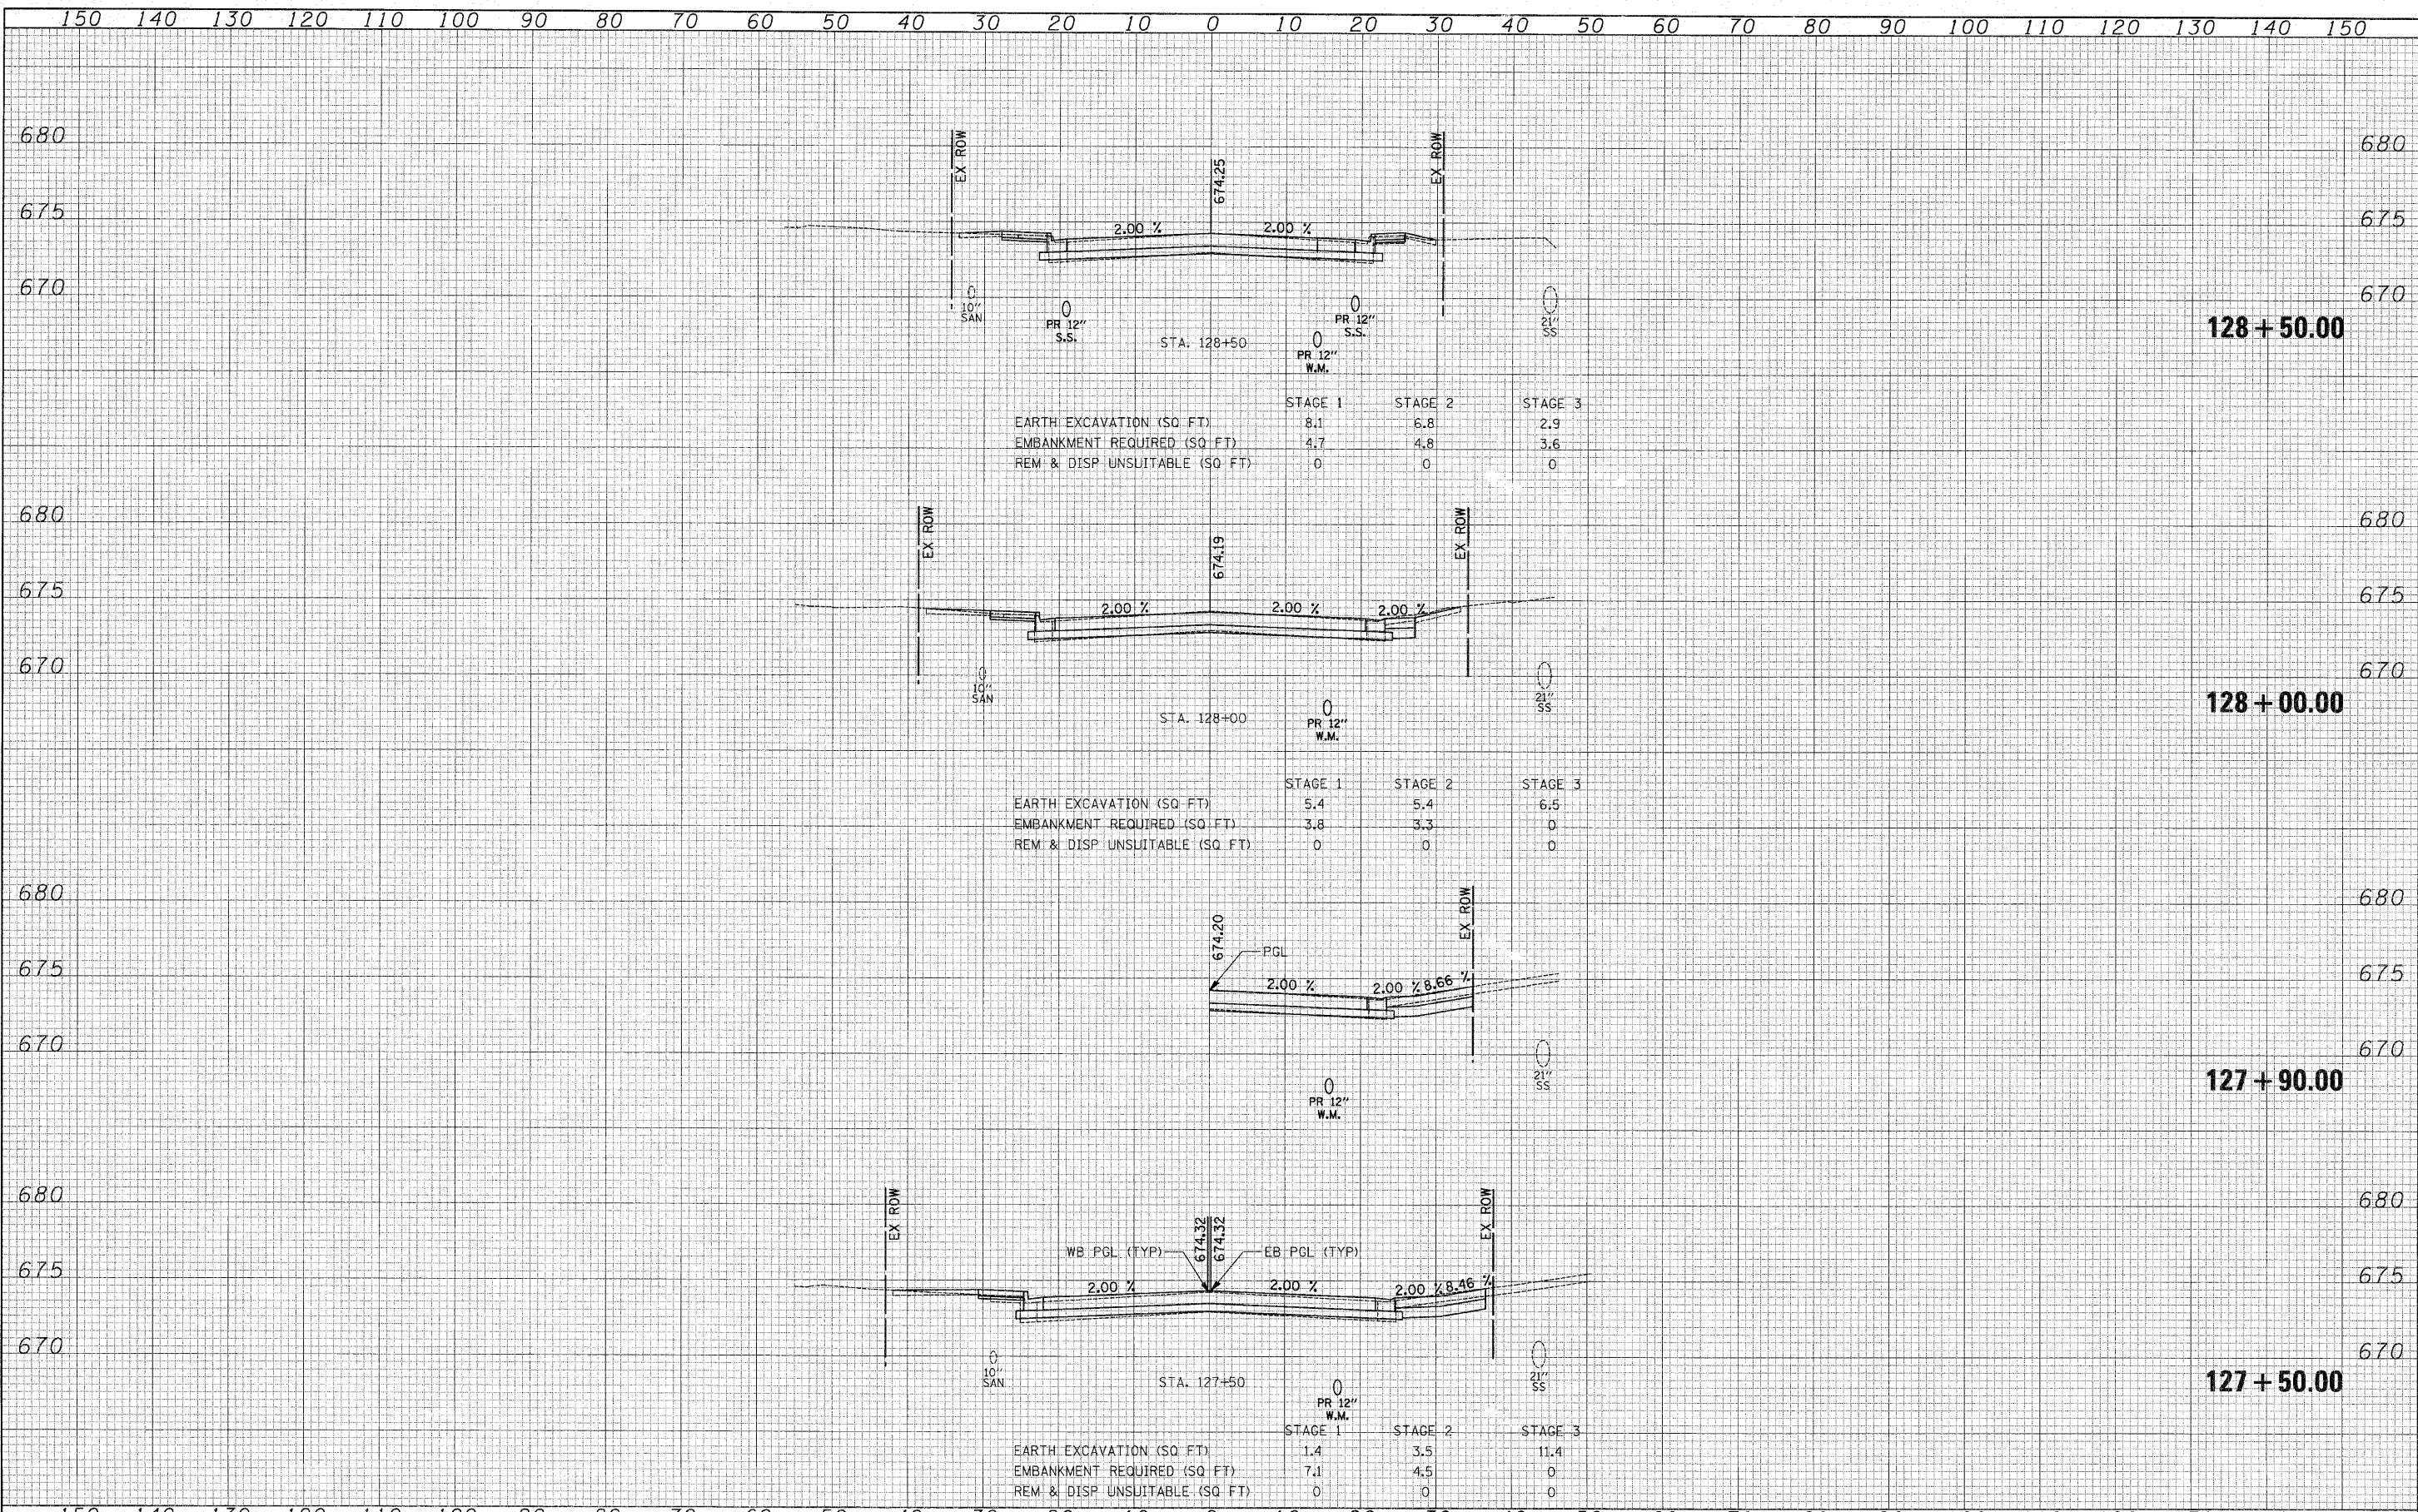 150 140 130 120 110 100 90 80 70 60 50 40 30 20 10 0 10 20 30 40 50 60 70 80 90 100 110 120 130 140 150
EX ROW
EX ROW
680 680
674.25
675 675
2.00 % 2.00 %
670 670
10" SAN
PR 12" S.S.
PR 12" S.S.
21" SS
128 + 50.00
STA. 128+50
PR 12" W.M.
STAGE 1 STAGE 2 STAGE 3
EARTH EXCAVATION (SQ FT) 8.1 6.8 2.9
EMBANKMENT REQUIRED (SQ FT) 4.7 4.8 3.6
REM & DISP UNSUITABLE (SQ FT) 0 0 0
EX ROW
EX ROW
680 680
674.19
675 675
2.00 % 2.00 % 2.00 %
670 670
10" SAN
21" SS
128 + 00.00
STA. 128+00
PR 12" W.M.
STAGE 1 STAGE 2 STAGE 3
EARTH EXCAVATION (SQ FT) 5.4 5.4 6.5
EMBANKMENT REQUIRED (SQ FT) 3.8 3.3 0
REM & DISP UNSUITABLE (SQ FT) 0 0 0
680 680
EX ROW
674.20
PGL
675 675
2.00 % 2.00 % 8.66 %
670 670
21" SS
127 + 90.00
PR 12" W.M.
680 680
EX ROW
EX ROW
674.32 674.32
WB PGL (TYP) EB PGL (TYP)
675 675
2.00 % 2.00 % 2.00 % 8.46 %
670 670
10" SAN
21" SS
127 + 50.00
STA. 127+50
PR 12" W.M.
STAGE 1 STAGE 2 STAGE 3
EARTH EXCAVATION (SQ FT) 1.4 3.5 11.4
EMBANKMENT REQUIRED (SQ FT) 7.1 4.5 0
REM & DISP UNSUITABLE (SQ FT) 0 0 0